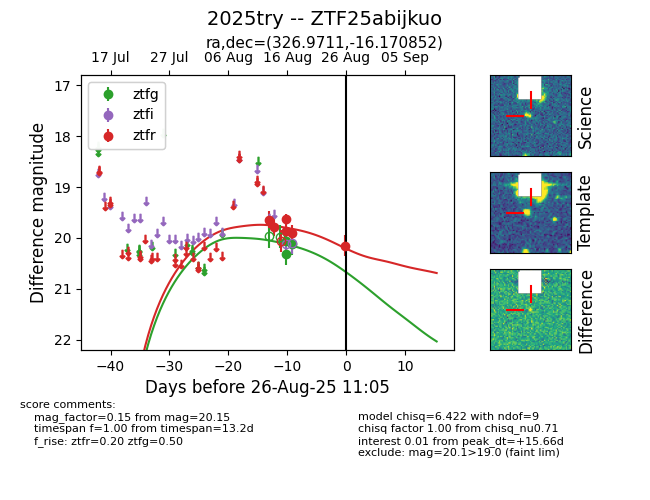 2025try -- ZTF25abijkuo
ra,dec=(326.9711,-16.170852)
17 Jul 27 Jul 06 Aug 16 Aug 26 Aug 05 Sep
ztfg
ztfi
ztfr
17
18
19
20
21
22
Difference magnitude
−40 −30 −20 −10 0 10
Days before 26-Aug-25 11:05
Science
Template
Difference
score comments:
mag_factor=0.15 from mag=20.15
timespan f=1.00 from timespan=13.2d
f_rise: ztfr=0.20 ztfg=0.50
model chisq=6.422 with ndof=9
chisq factor 1.00 from chisq_nu0.71
interest 0.01 from peak_dt=+15.66d
exclude: mag=20.1>19.0 (faint lim)